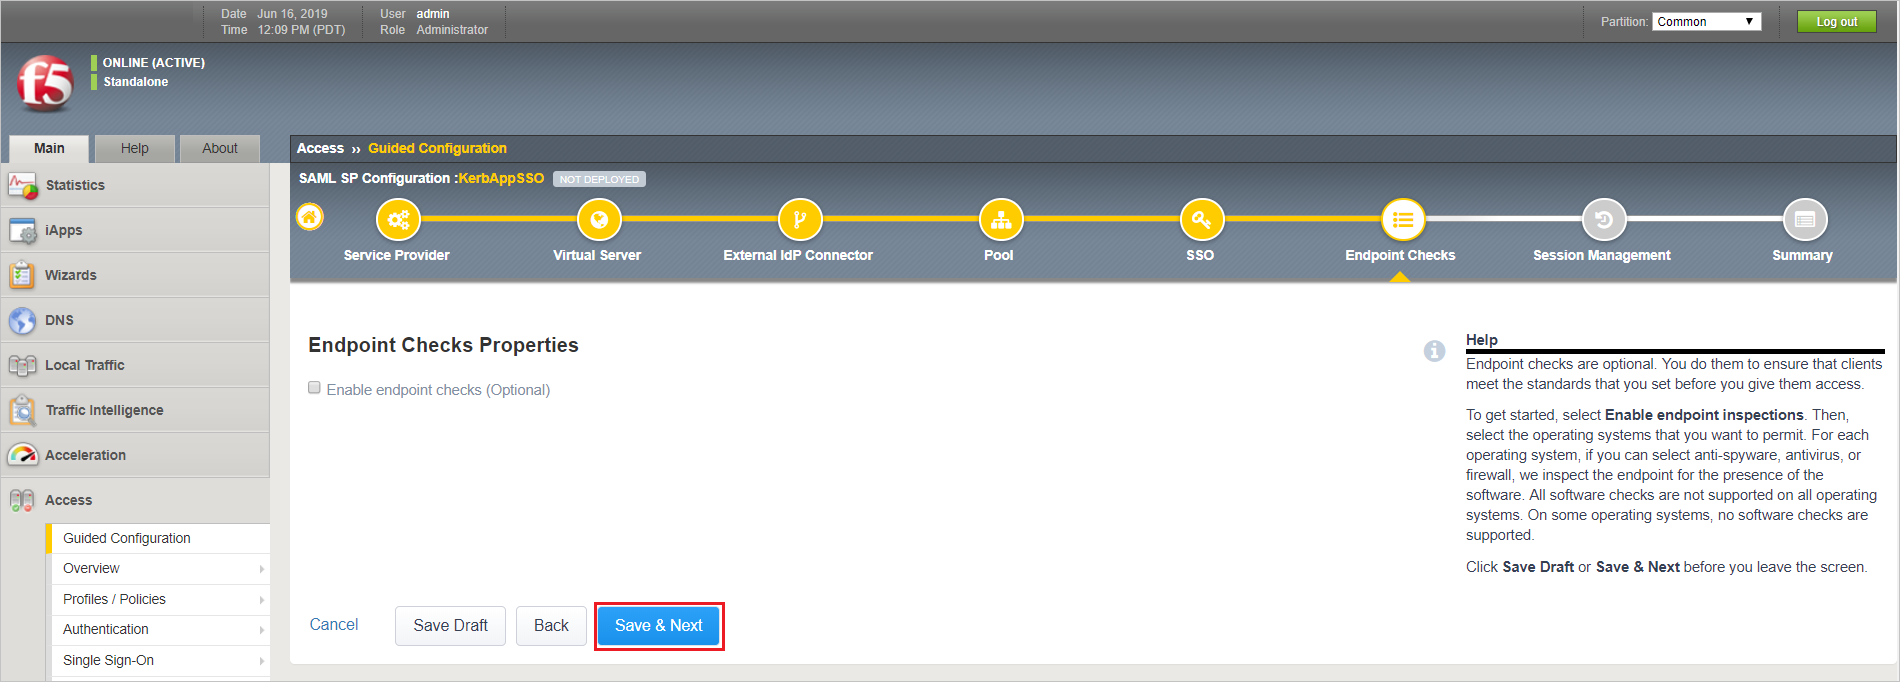 Date Jun 16, 2019
Time 12:09 PM (PDT)
User admin
Role Administrator
Partition: Common
Log out
f5
ONLINE (ACTIVE)
Standalone
Main
Help
About
Statistics
iApps
Wizards
DNS
Local Traffic
Traffic Intelligence
Acceleration
Access
Guided Configuration
Overview
Profiles / Policies
Authentication
Single Sign-On
Access ›› Guided Configuration
SAML SP Configuration :KerbAppSSO NOT DEPLOYED
Service Provider
Virtual Server
External IdP Connector
Pool
SSO
Endpoint Checks
Session Management
Summary
Endpoint Checks Properties
Enable endpoint checks (Optional)
Cancel
Save Draft
Back
Save & Next
Help
Endpoint checks are optional. You do them to ensure that clients
meet the standards that you set before you give them access.
To get started, select Enable endpoint inspections. Then,
select the operating systems that you want to permit. For each
operating system, if you can select anti-spyware, antivirus, or
firewall, we inspect the endpoint for the presence of the
software. All software checks are not supported on all operating
systems. On some operating systems, no software checks are
supported.
Click Save Draft or Save & Next before you leave the screen.